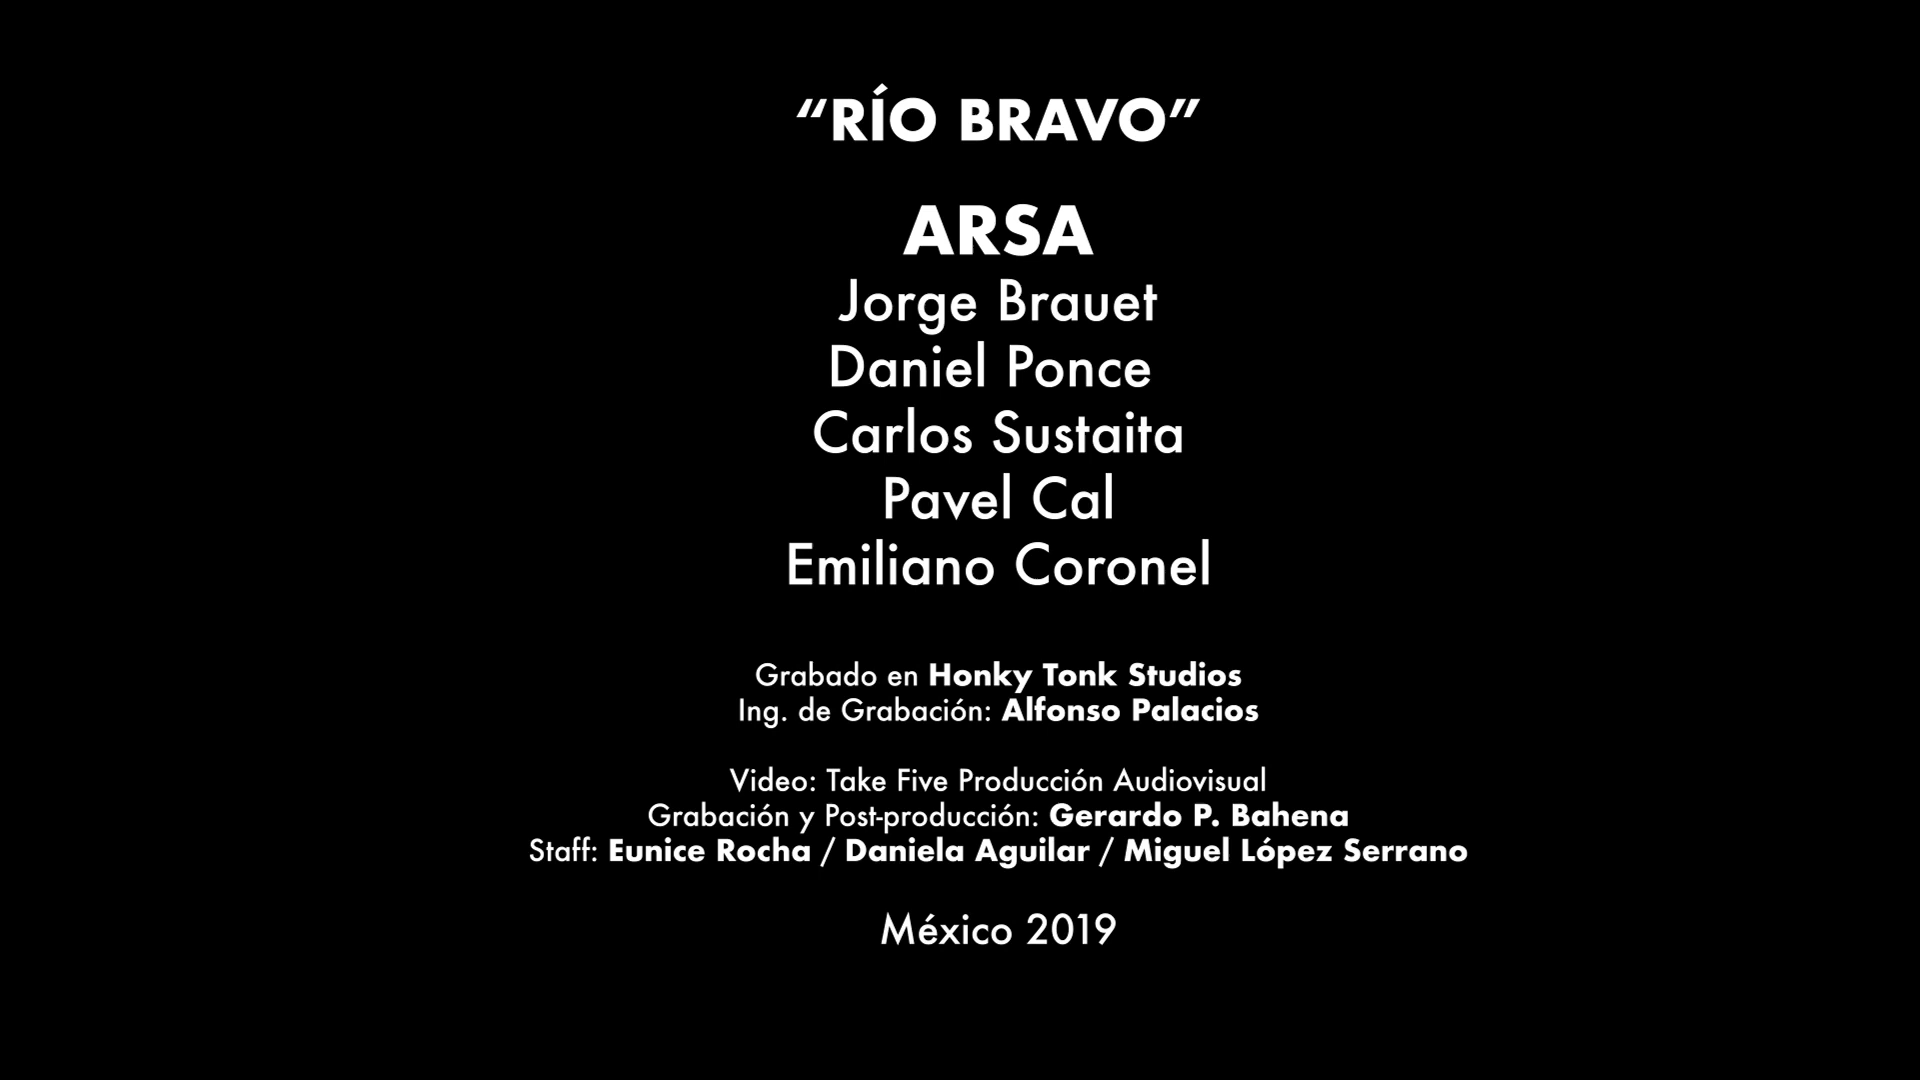 “RÍO BRAVO”
ARSA
Jorge Brauet
Daniel Ponce
Carlos Sustaita
Pavel Cal
Emiliano Coronel
Grabado en Honky Tonk Studios
Ing. de Grabación: Alfonso Palacios
Video: Take Five Producción Audiovisual
Grabación y Post-producción: Gerardo P. Bahena
Staff: Eunice Rocha / Daniela Aguilar / Miguel López Serrano
México 2019